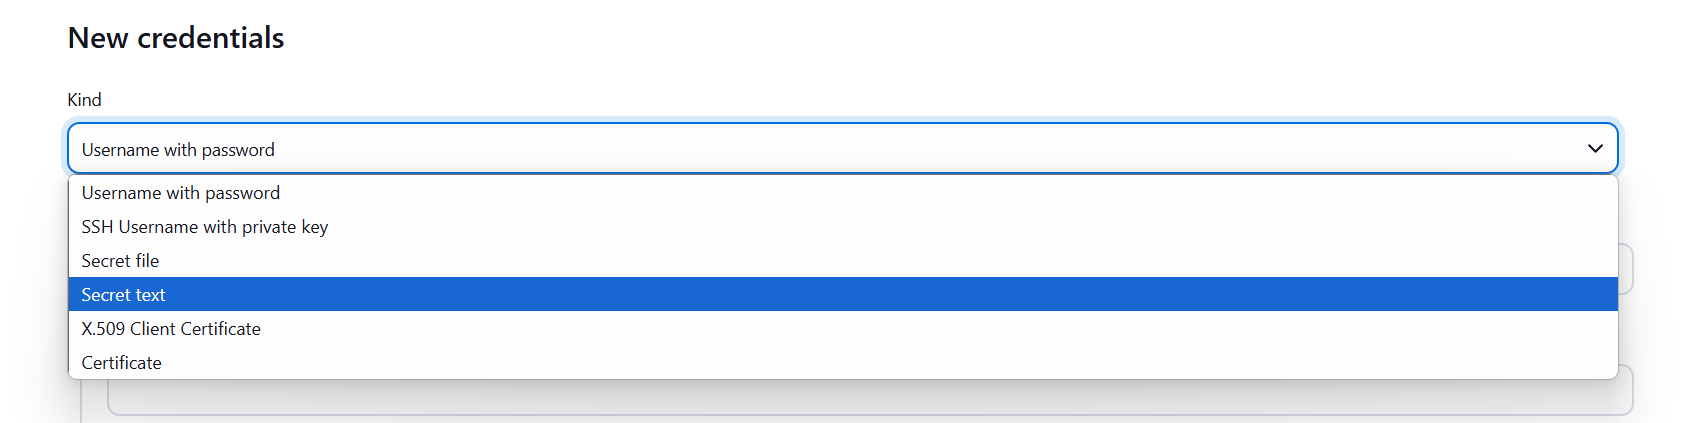 New credentials
Kind
Username with password
Username with password
SSH Username with private key
Secret file
Secret text
X.509 Client Certificate
Certificate